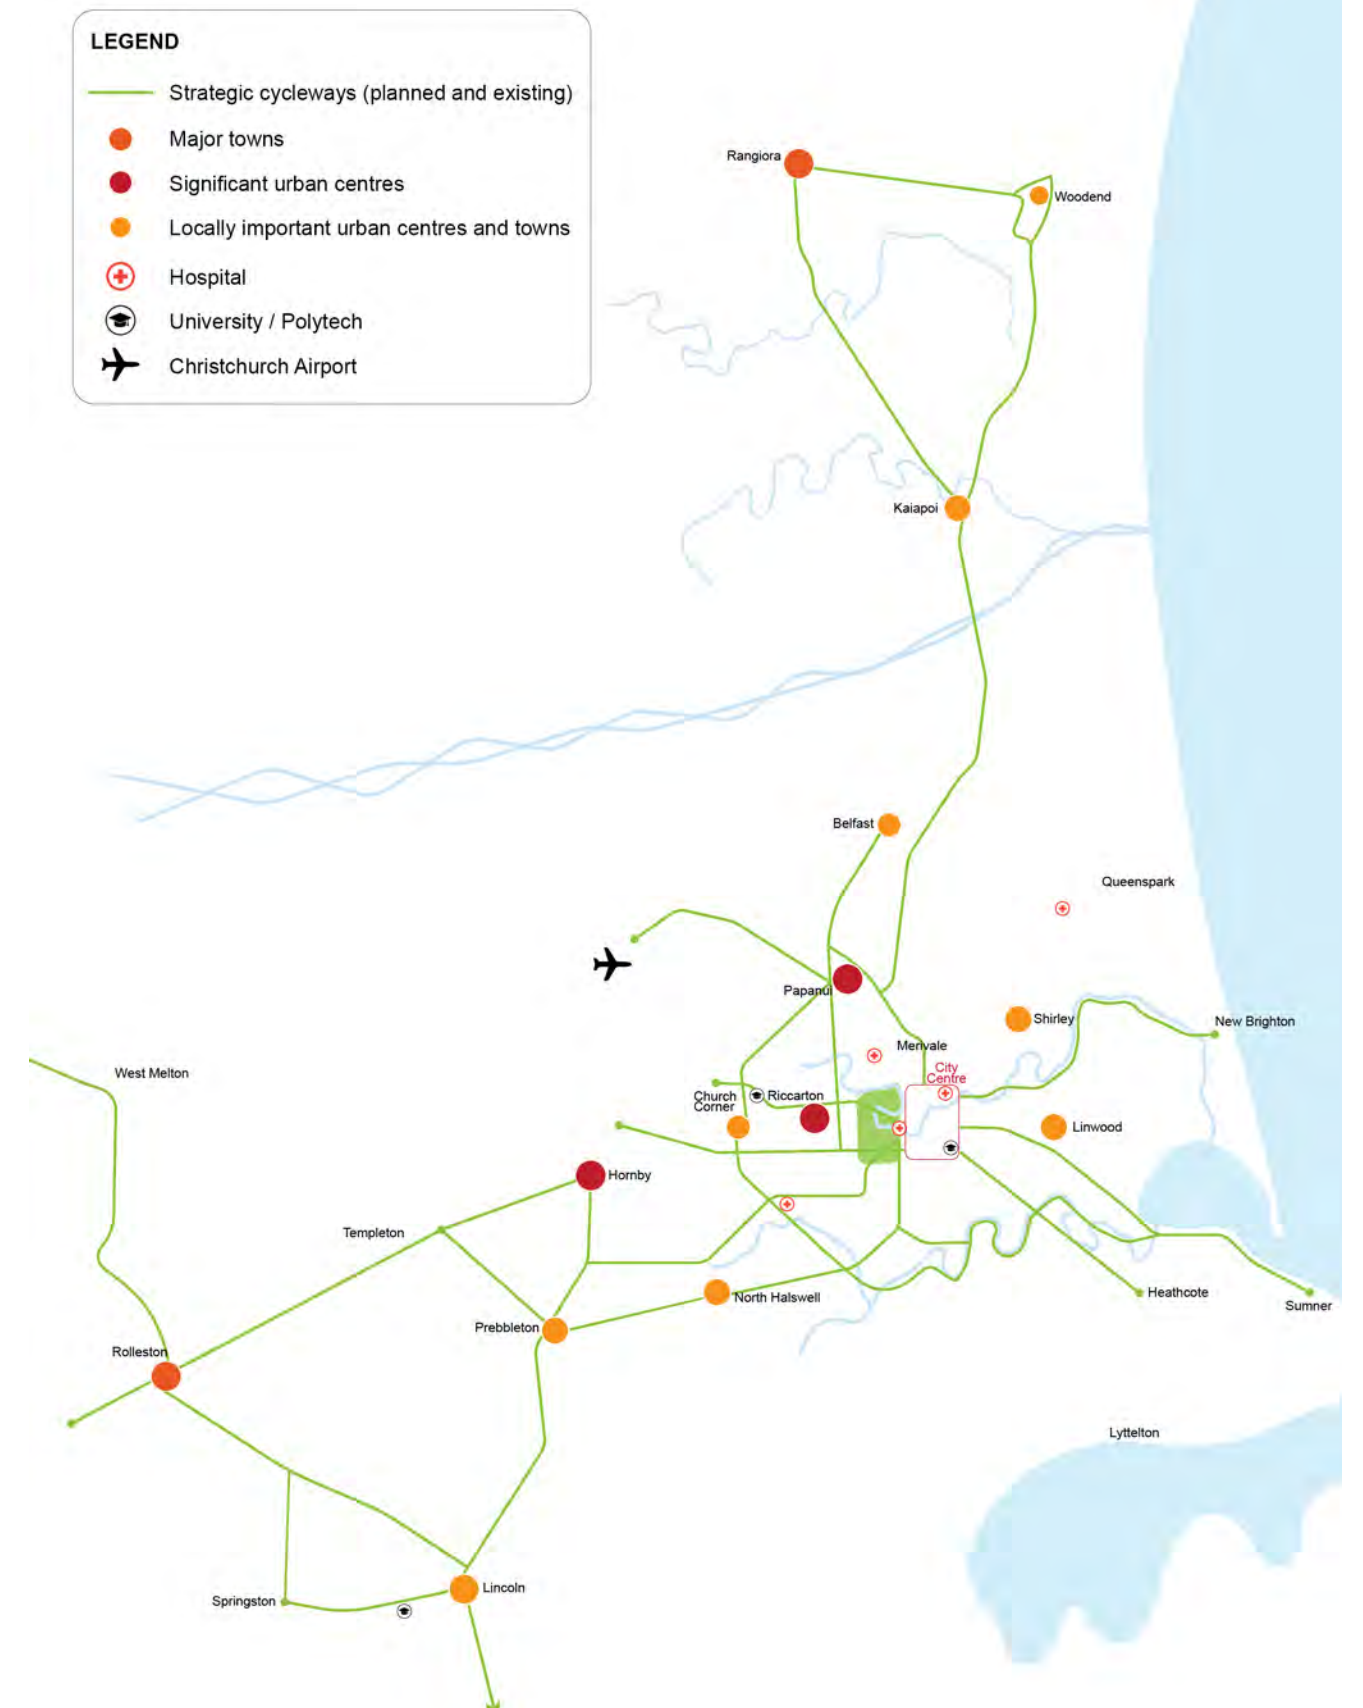 LEGEND
Strategic cycleways (planned and existing)
Major towns
Significant urban centres
Locally important urban centres and towns
Hospital
University / Polytech
Christchurch Airport
Rangiora
Woodend
Kaiapoi
Belfast
Queenspark
Papanui
Shirley
New Brighton
Merivale
West Melton
City
Centre
Church
Corner
Riccarton
Linwood
Hornby
Templeton
Heathcote
North Halswell
Sumner
Prebbleton
Rolleston
Lyttelton
Springston
Lincoln